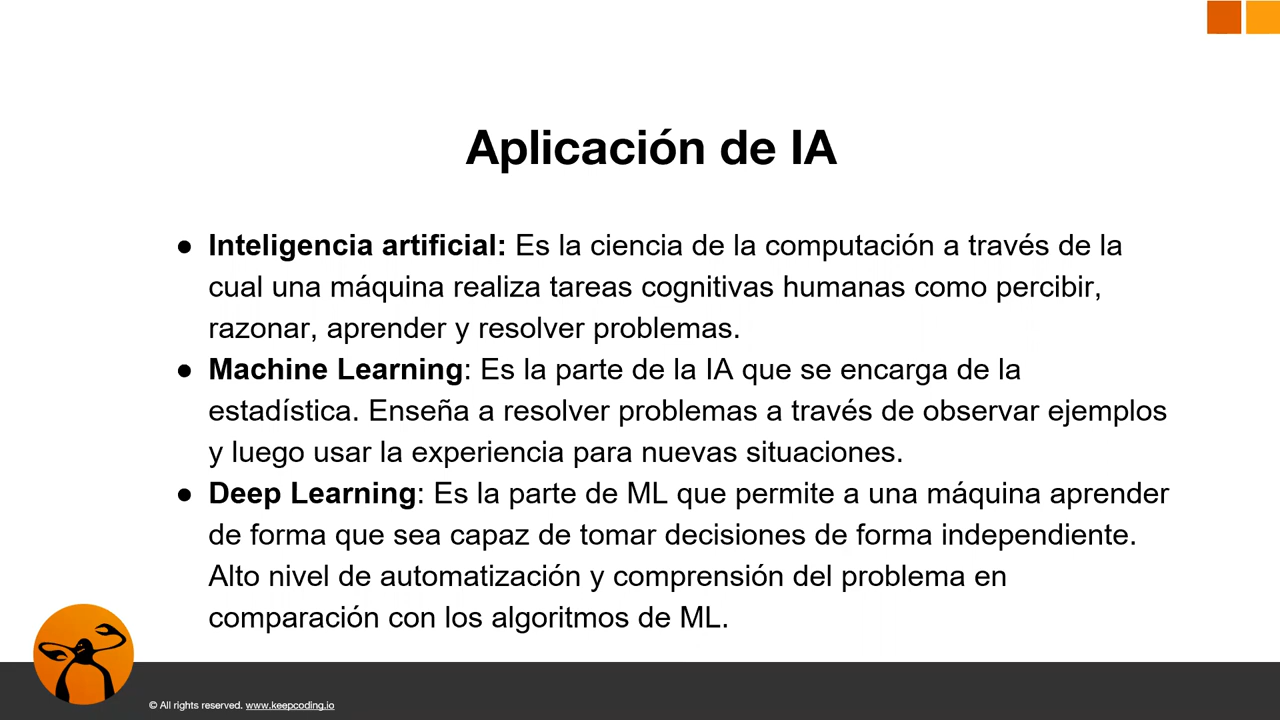 Aplicación de IA
● Inteligencia artificial: Es la ciencia de la computación a través de la
cual una máquina realiza tareas cognitivas humanas como percibir,
razonar, aprender y resolver problemas.
● Machine Learning: Es la parte de la IA que se encarga de la
estadística. Enseña a resolver problemas a través de observar ejemplos
y luego usar la experiencia para nuevas situaciones.
● Deep Learning: Es la parte de ML que permite a una máquina aprender
de forma que sea capaz de tomar decisiones de forma independiente.
Alto nivel de automatización y comprensión del problema en
comparación con los algoritmos de ML.
© All rights reserved. www.keepcoding.io